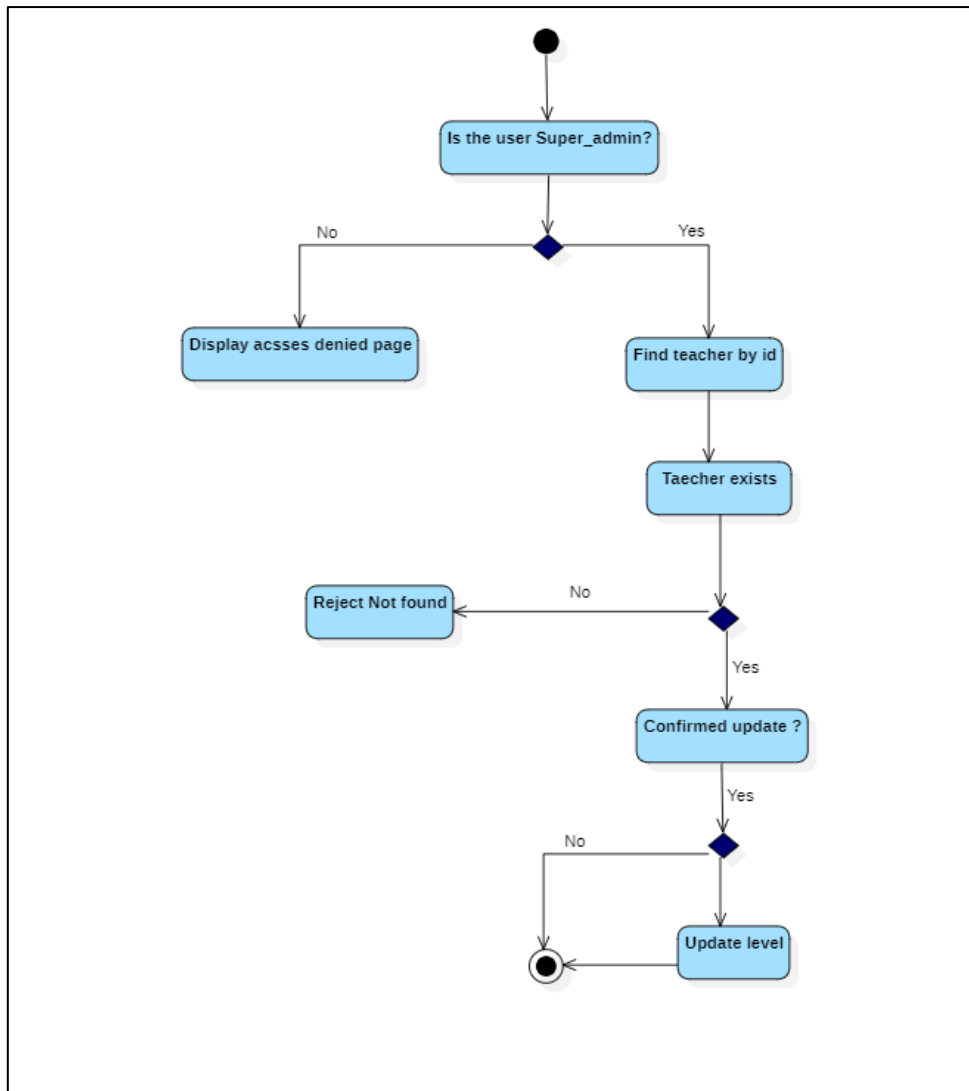 Is the user Super_admin?
No
Yes
Display acsses denied page
Find teacher by id
Taecher exists
No
Reject Not found
Yes
Confirmed update ?
Yes
No
Update level